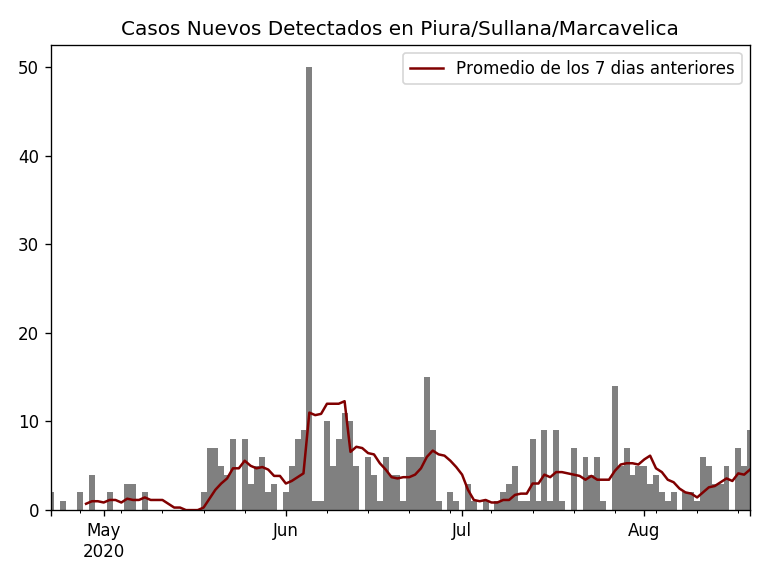 Casos Nuevos Detectados en Piura/Sullana/Marcavelica
Promedio de los 7 dias anteriores
50
40
30
20
10
0
May
2020
Jun
Jul
Aug